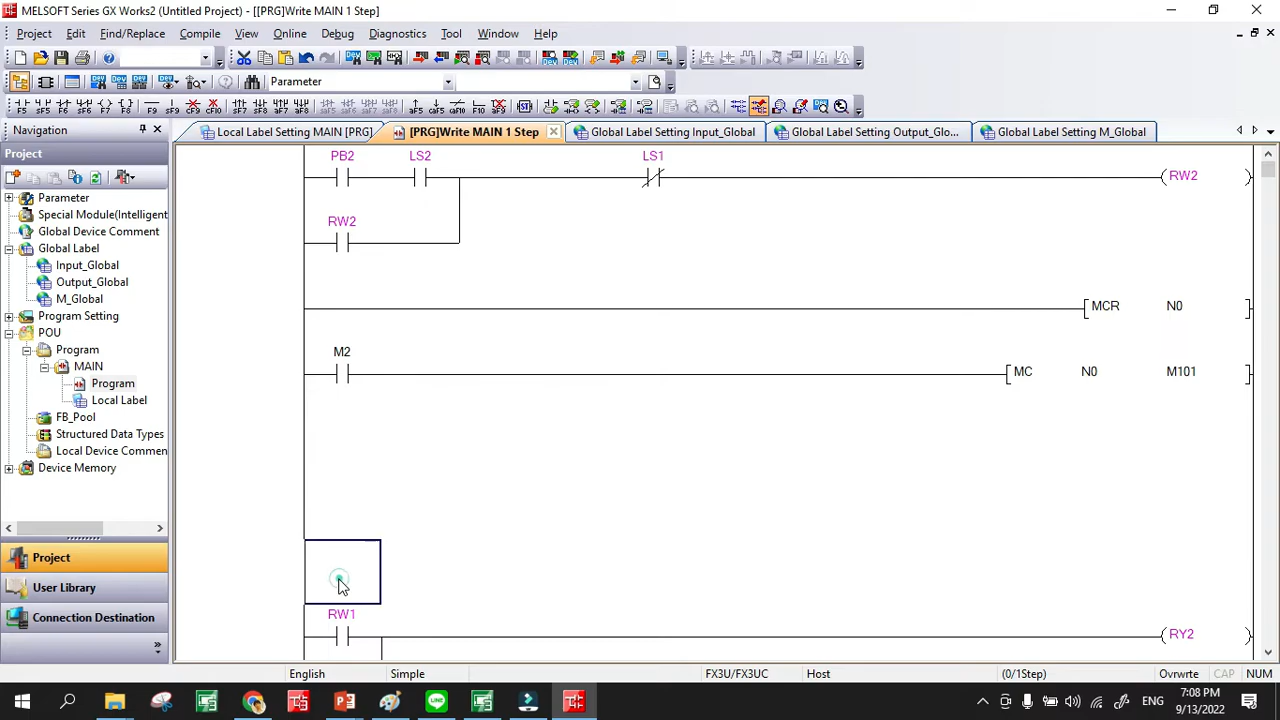 MELSOFT Series GX Works2 (Untitled Project) - [[PRG]Write MAIN 1 Step]
Project Edit Find/Replace Compile View Online Debug Diagnostics Tool Window Help
Parameter
Navigation
Local Label Setting MAIN [PRG] [PRG]Write MAIN 1 Step Global Label Setting Input_Global Global Label Setting Output_Glo... Global Label Setting M_Global
Project
Parameter
Special Module(Intelligent
Global Device Comment
Global Label
Input_Global
Output_Global
M_Global
Program Setting
POU
Program
MAIN
Program
Local Label
FB_Pool
Structured Data Types
Local Device Commen
Device Memory
Project
User Library
Connection Destination
PB2 LS2 LS1
RW2
RW2
MCR N0
M2
MC N0 M101
RW1
RY2
English Simple FX3U/FX3UC Host (0/1Step) Ovrwrte CAP NUM
ENG
7:08 PM
9/13/2022